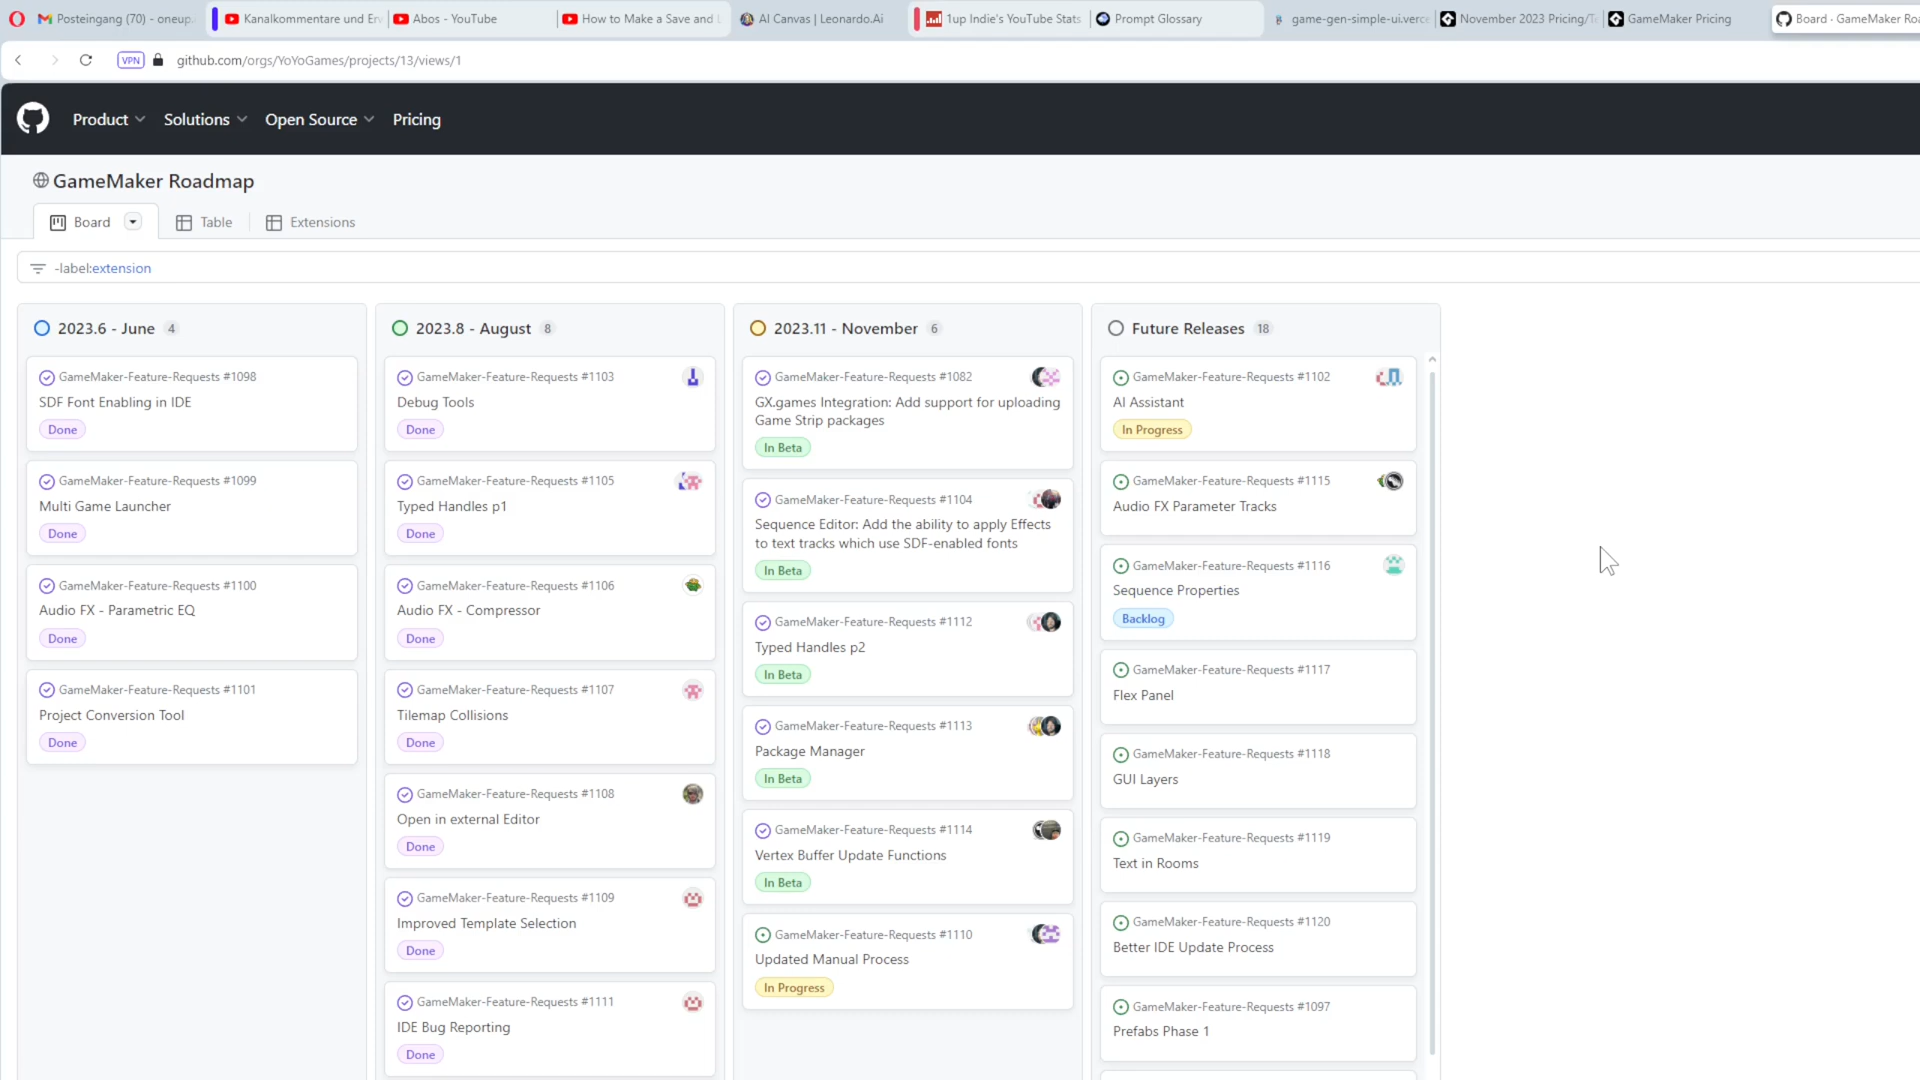 Posteingang (70) - oneup.
Kanalkommentare und Er
Abos - YouTube
How to Make a Save and L
AI Canvas | Leonardo.Ai
1up Indie's YouTube Stats
Prompt Glossary
game-gen-simple-ui.verce
November 2023 Pricing/Te
GameMaker Pricing
Board · GameMaker Roa
VPN
github.com/orgs/YoYoGames/projects/13/views/1
Product
Solutions
Open Source
Pricing
GameMaker Roadmap
Board
Table
Extensions
-label:extension
2023.6 - June 4
GameMaker-Feature-Requests #1098
SDF Font Enabling in IDE
Done
GameMaker-Feature-Requests #1099
Multi Game Launcher
Done
GameMaker-Feature-Requests #1100
Audio FX - Parametric EQ
Done
GameMaker-Feature-Requests #1101
Project Conversion Tool
Done
2023.8 - August 8
GameMaker-Feature-Requests #1103
Debug Tools
Done
GameMaker-Feature-Requests #1105
Typed Handles p1
Done
GameMaker-Feature-Requests #1106
Audio FX - Compressor
Done
GameMaker-Feature-Requests #1107
Tilemap Collisions
Done
GameMaker-Feature-Requests #1108
Open in external Editor
Done
GameMaker-Feature-Requests #1109
Improved Template Selection
Done
GameMaker-Feature-Requests #1111
IDE Bug Reporting
Done
2023.11 - November 6
GameMaker-Feature-Requests #1082
GX.games Integration: Add support for uploading
Game Strip packages
In Beta
GameMaker-Feature-Requests #1104
Sequence Editor: Add the ability to apply Effects
to text tracks which use SDF-enabled fonts
In Beta
GameMaker-Feature-Requests #1112
Typed Handles p2
In Beta
GameMaker-Feature-Requests #1113
Package Manager
In Beta
GameMaker-Feature-Requests #1114
Vertex Buffer Update Functions
In Beta
GameMaker-Feature-Requests #1110
Updated Manual Process
In Progress
Future Releases 18
GameMaker-Feature-Requests #1102
AI Assistant
In Progress
GameMaker-Feature-Requests #1115
Audio FX Parameter Tracks
GameMaker-Feature-Requests #1116
Sequence Properties
Backlog
GameMaker-Feature-Requests #1117
Flex Panel
GameMaker-Feature-Requests #1118
GUI Layers
GameMaker-Feature-Requests #1119
Text in Rooms
GameMaker-Feature-Requests #1120
Better IDE Update Process
GameMaker-Feature-Requests #1097
Prefabs Phase 1